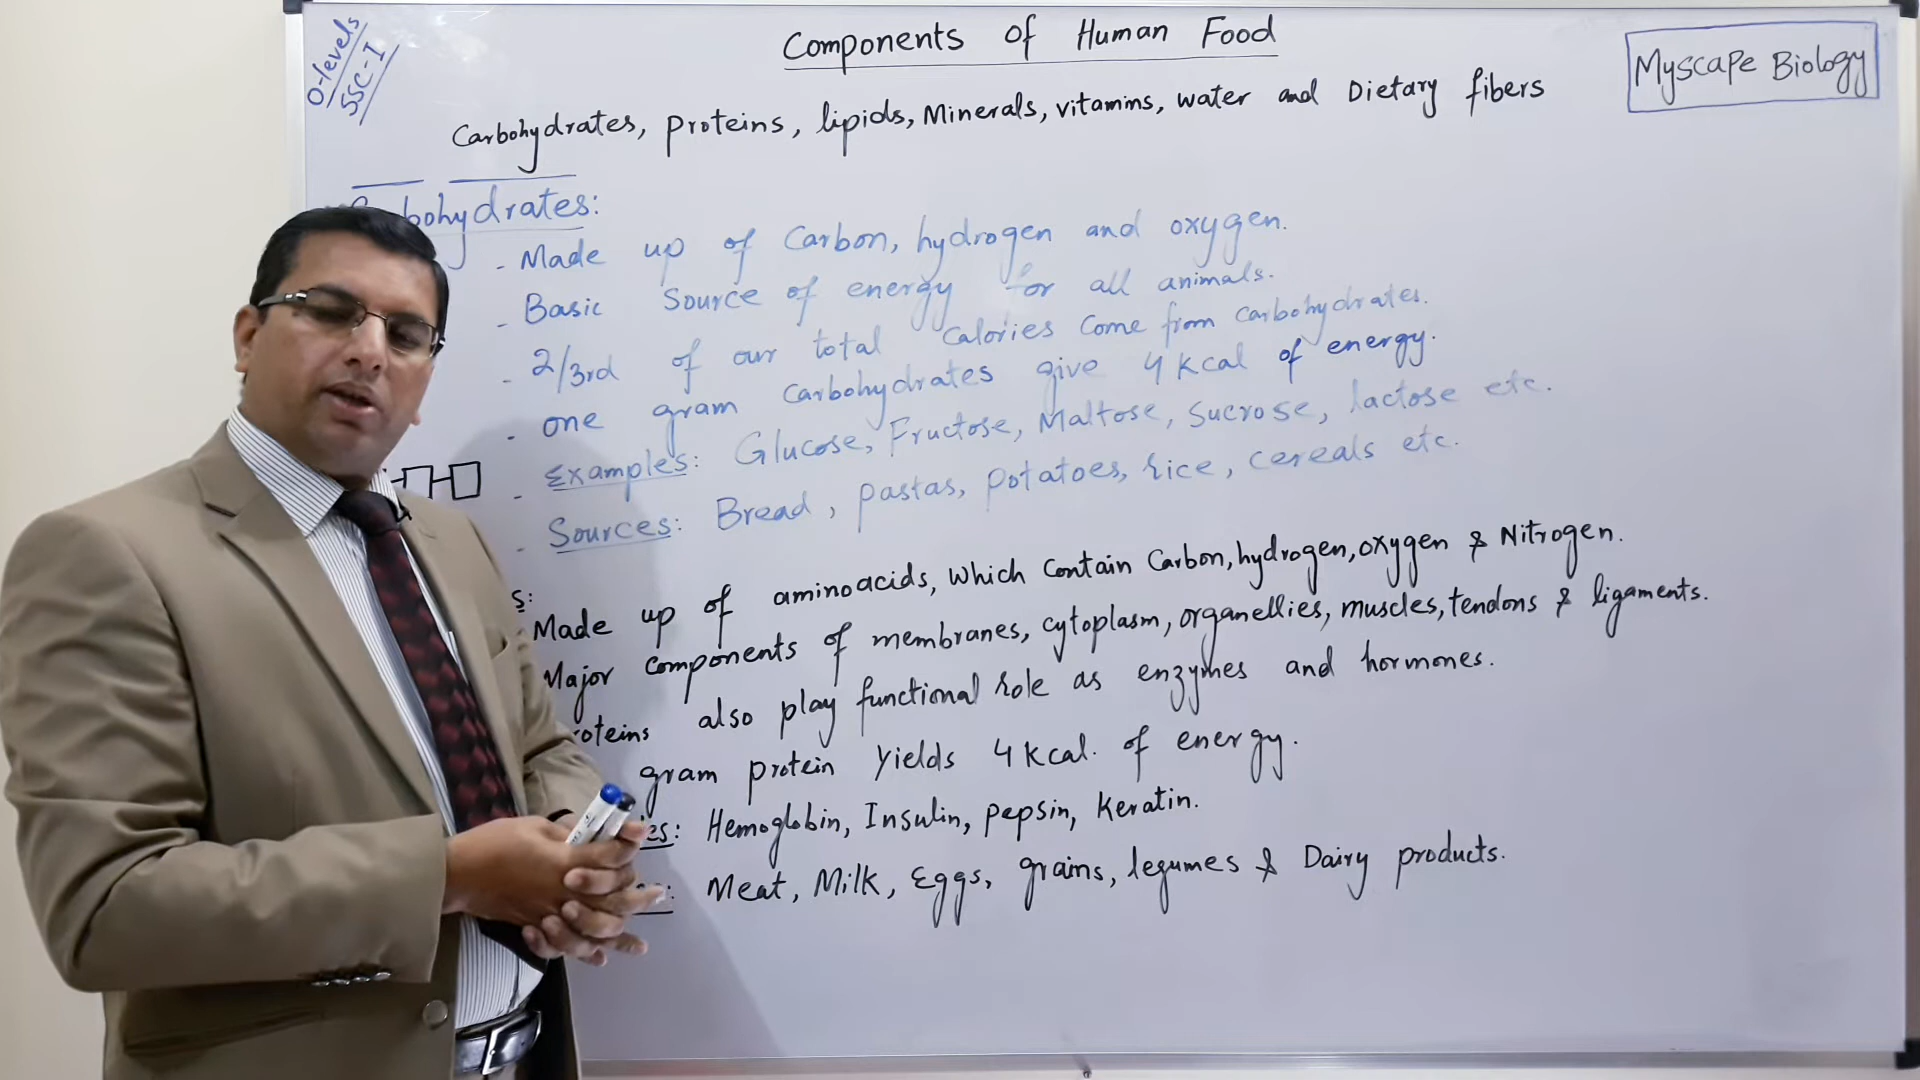 O-levels
SSC-I
Components of Human Food
Myscape Biology
Carbohydrates, proteins, lipids, Minerals, vitamins, water and Dietary fibers
bohydrates:
- Made up of Carbon, hydrogen and oxygen.
- Basic Source of energy for all animals.
- 2/3rd of our total Calories Come from Carbohydrates.
- one gram Carbohydrates give 4 kcal of energy.
- Examples: Glucose, Fructose, Maltose, Sucrose, lactose etc.
- Sources: Bread, pastas, potatoes, rice, cereals etc.
s:
Made up of aminoacids, which Contain Carbon, hydrogen, oxygen & Nitrogen.
Major components of membranes, cytoplasm, organellies, muscles, tendons & ligaments.
roteins also play functional role as enzymes and hormones.
gram protein Yields 4 kcal. of energy.
es: Hemoglobin, Insulin, pepsin, Keratin.
: Meat, Milk, Eggs, grains, legumes & Dairy products.